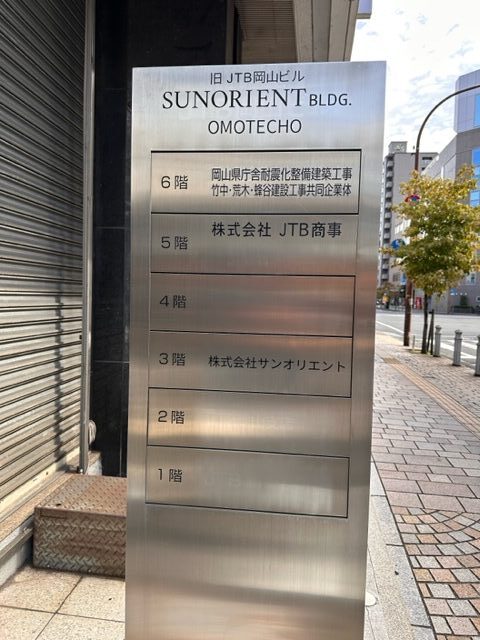 旧 JTB岡山ビル
SUNORIENT BLDG.
OMOTECHO
6階 岡山県庁舎耐震化整備建築工事
竹中・荒木・蜂谷建設工事共同企業体
5階 株式会社 JTB商事
4階
3階 株式会社サンオリエント
2階
1階